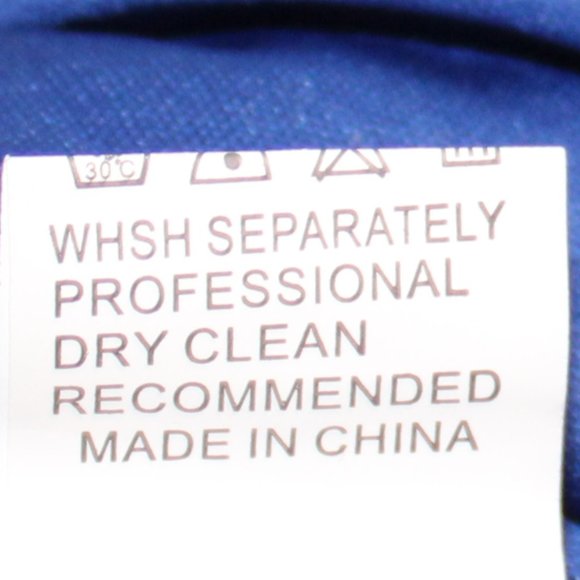 30°C
WHSH SEPARATELY
PROFESSIONAL
DRY CLEAN
RECOMMENDED
MADE IN CHINA